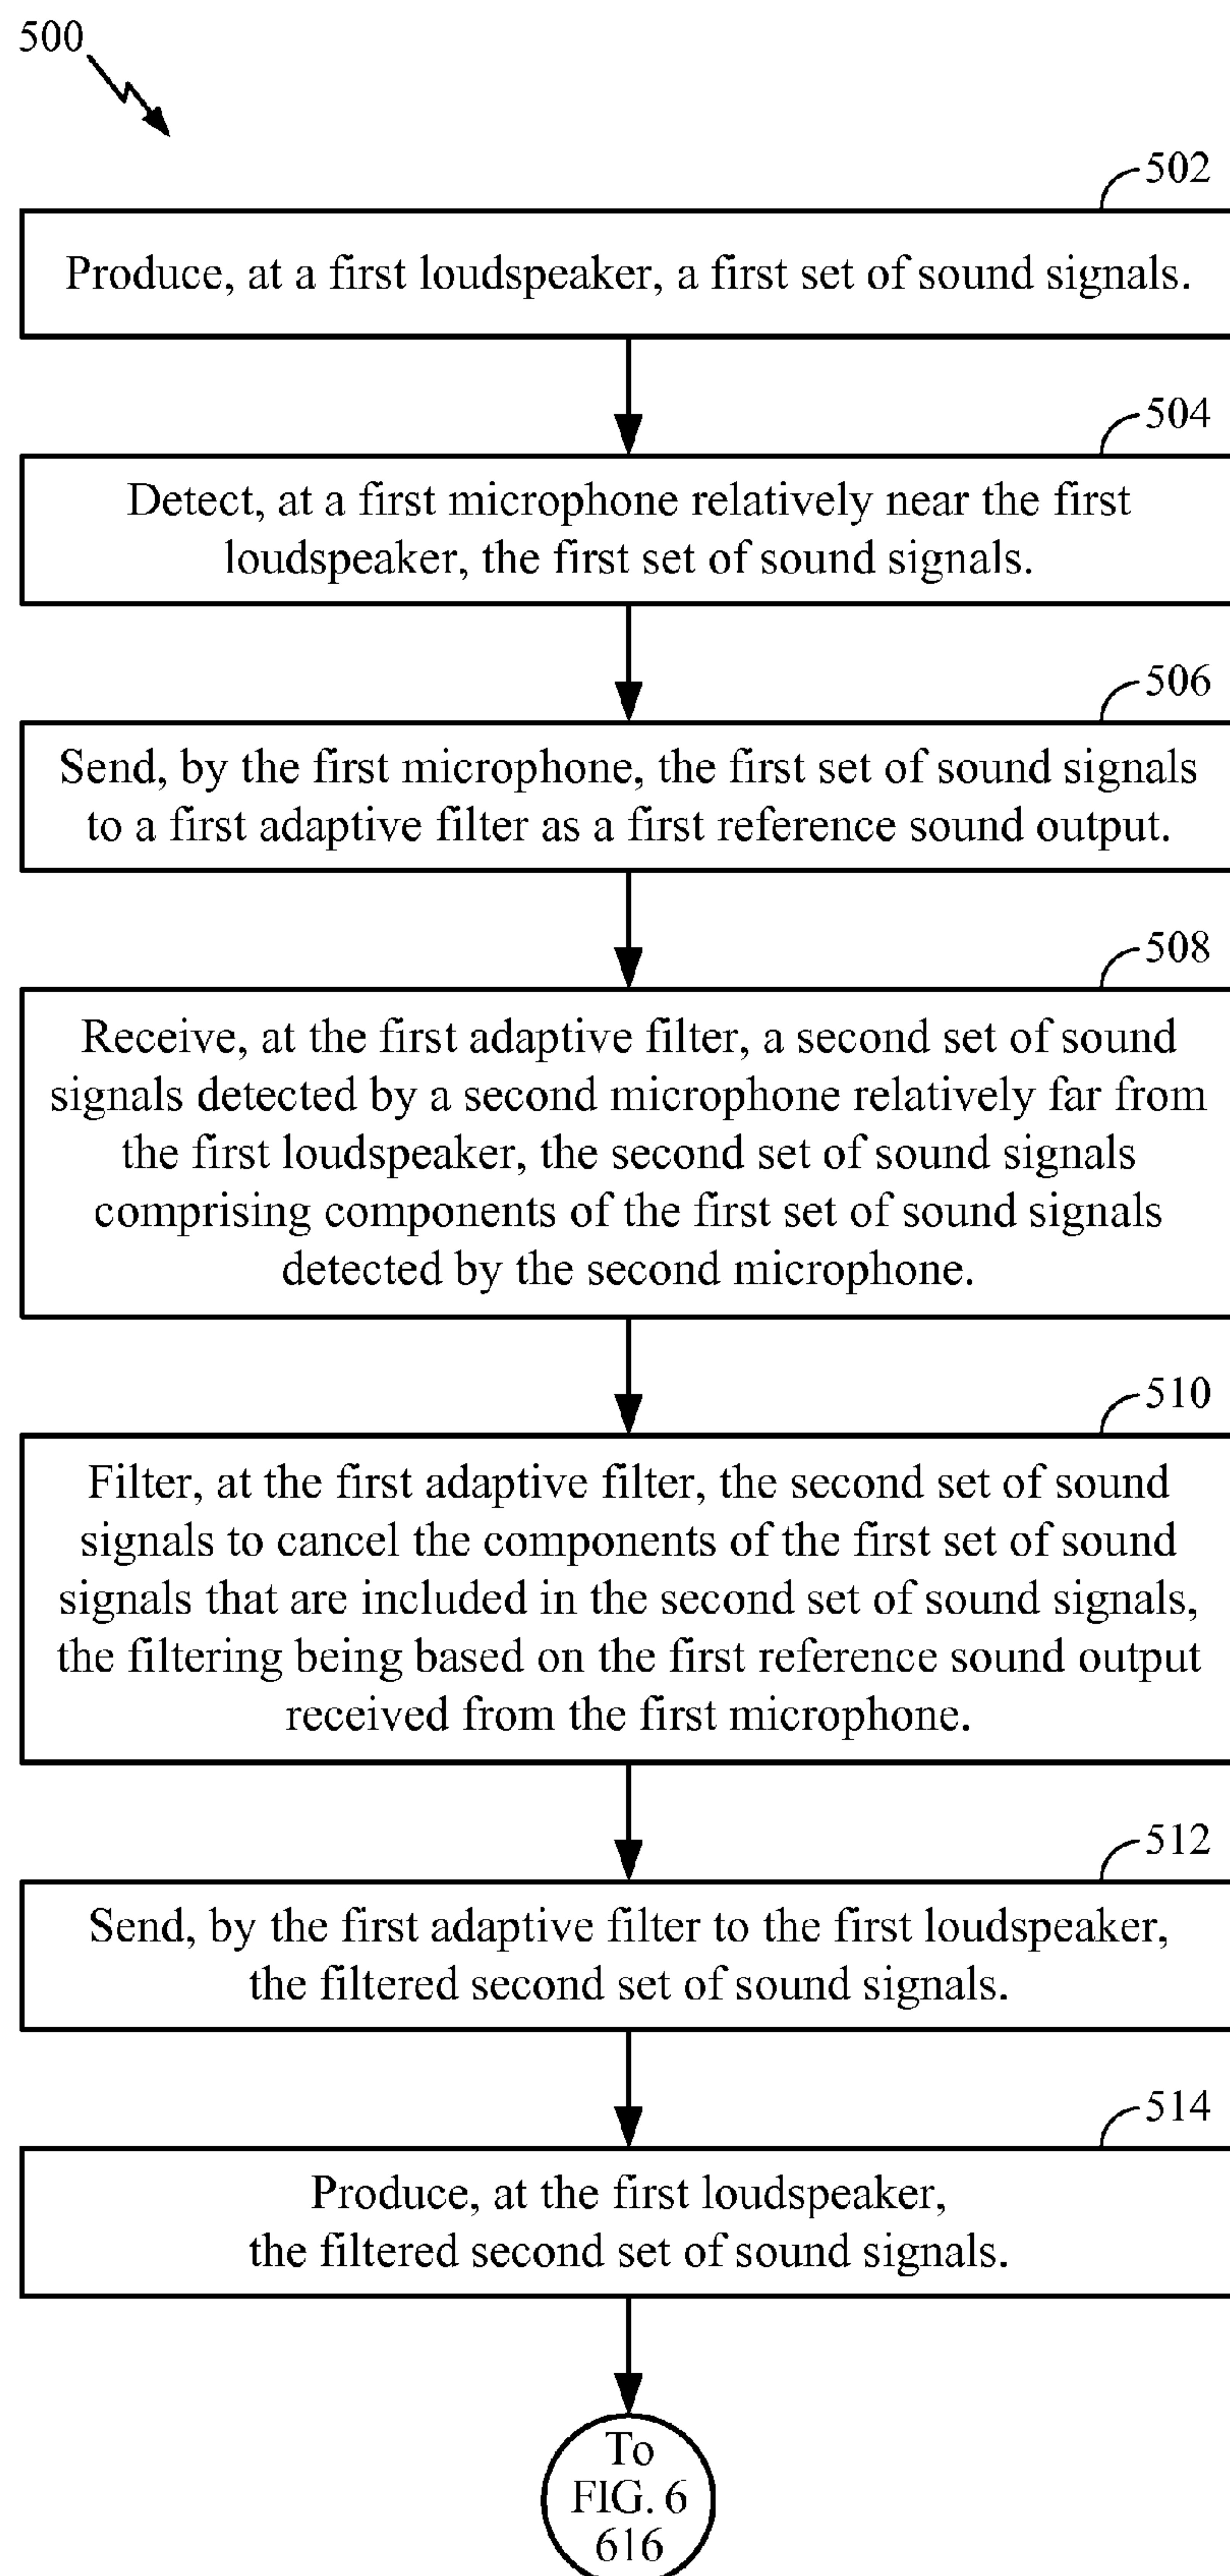 500
502
Produce, at a first loudspeaker, a first set of sound signals.
504
Detect, at a first microphone relatively near the first
loudspeaker, the first set of sound signals.
506
Send, by the first microphone, the first set of sound signals
to a first adaptive filter as a first reference sound output.
508
Receive, at the first adaptive filter, a second set of sound
signals detected by a second microphone relatively far from
the first loudspeaker, the second set of sound signals
comprising components of the first set of sound signals
detected by the second microphone.
510
Filter, at the first adaptive filter, the second set of sound
signals to cancel the components of the first set of sound
signals that are included in the second set of sound signals,
the filtering being based on the first reference sound output
received from the first microphone.
512
Send, by the first adaptive filter to the first loudspeaker,
the filtered second set of sound signals.
514
Produce, at the first loudspeaker,
the filtered second set of sound signals.
To
FIG. 6
616